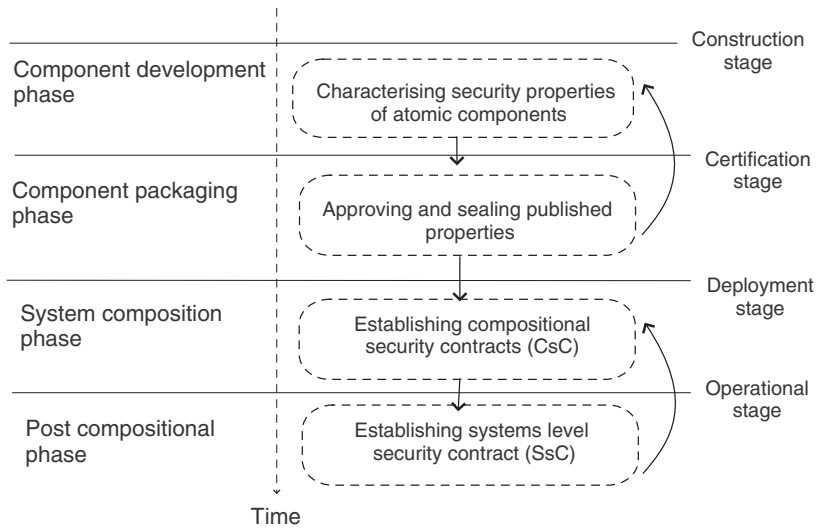 Construction
stage
Component development
phase
Characterising security properties
of atomic components
Certification
stage
Component packaging
phase
Approving and sealing published
properties
Deployment
stage
System composition
phase
Establishing compositional
security contracts (CsC)
Operational
stage
Post compositional
phase
Establishing systems level
security contract (SsC)
Time